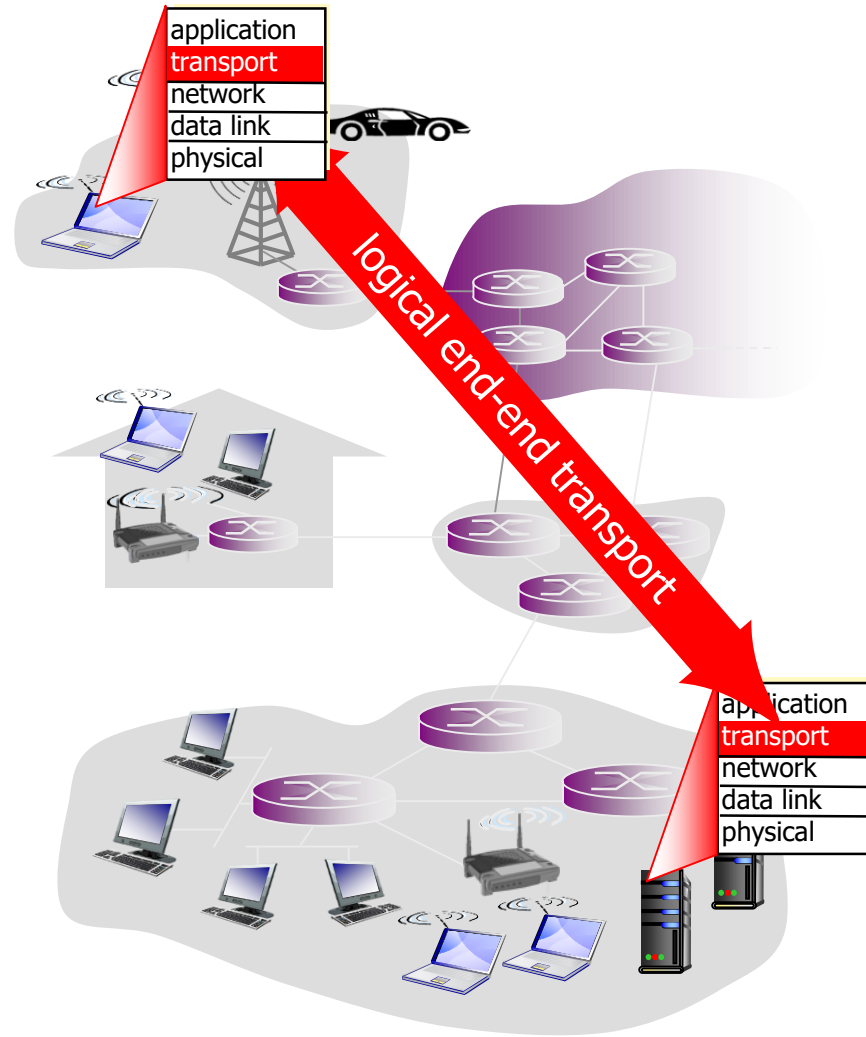 application
transport
network
data link
physical
logical end-end transport
application
transport
network
data link
physical